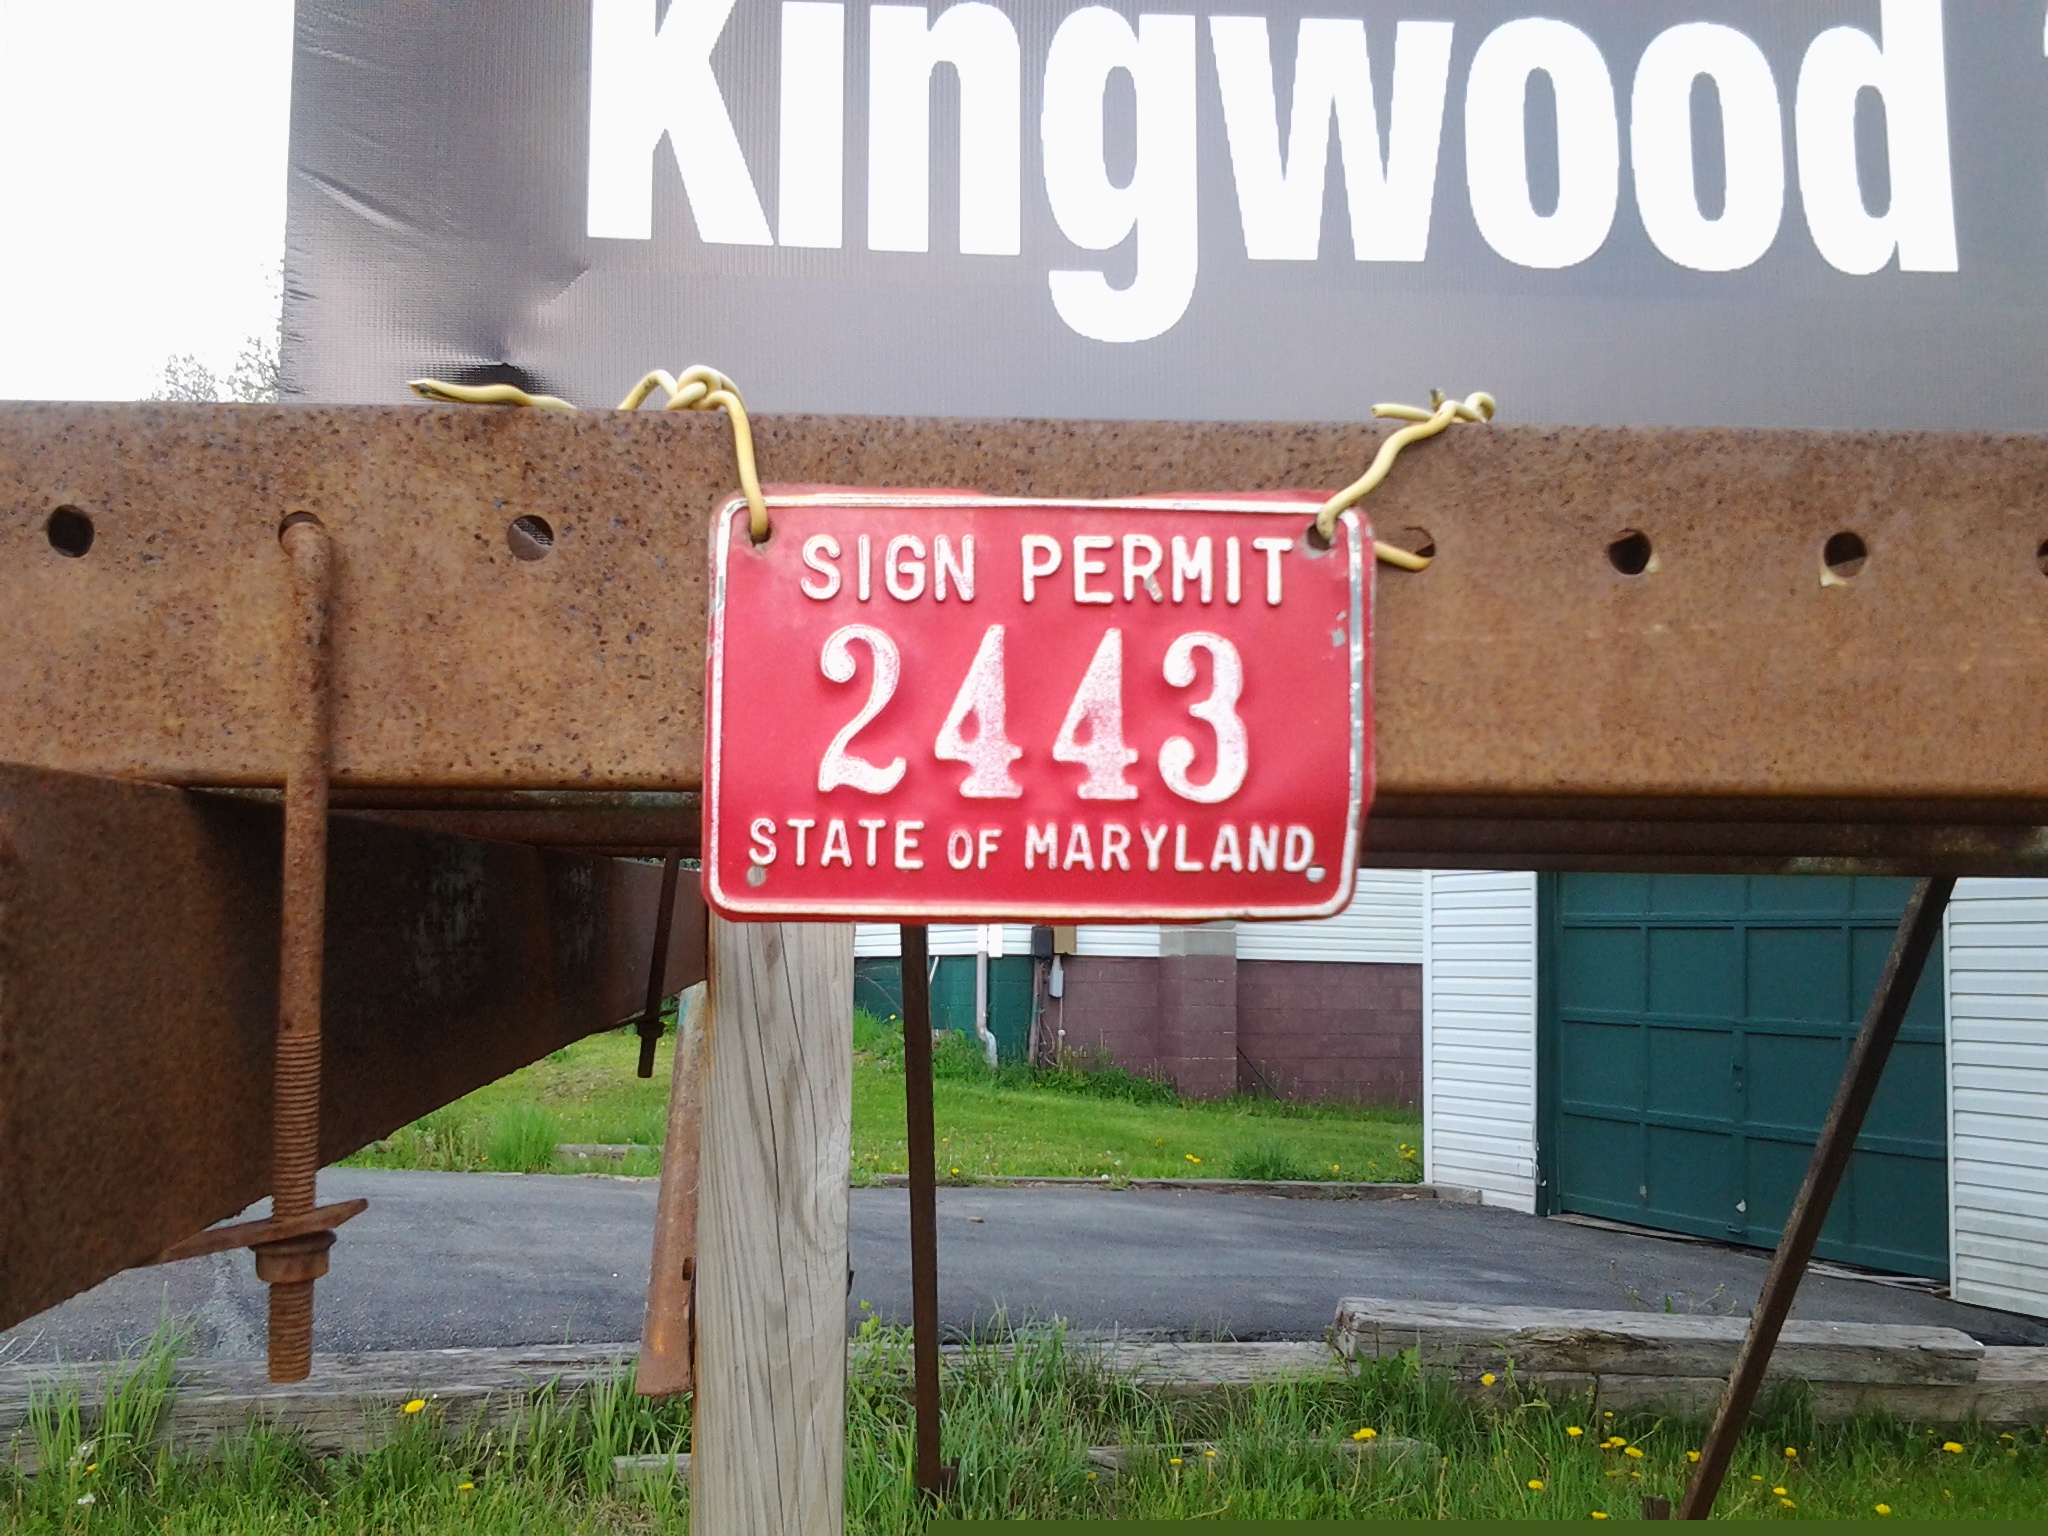 Kingwood
SIGN PERMIT
2443
STATE OF MARYLAND